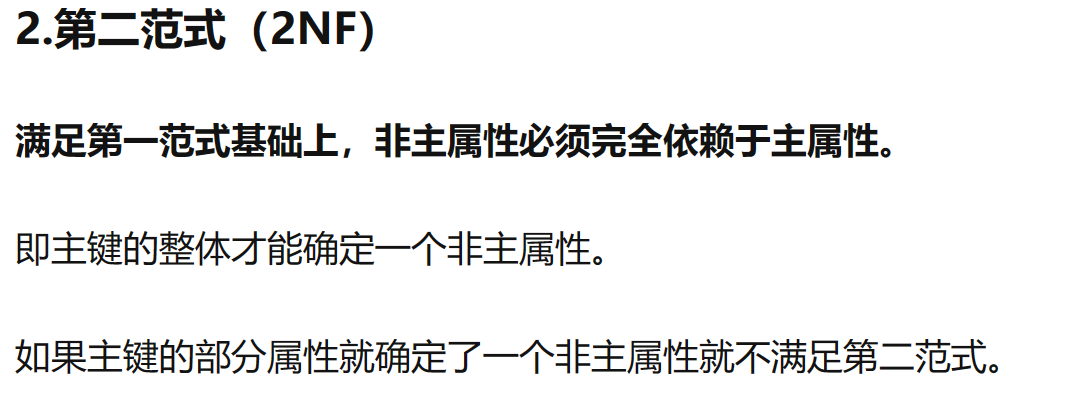 2.第二范式（2NF）
满足第一范式基础上，非主属性必须完全依赖于主属性。
即主键的整体才能确定一个非主属性。
如果主键的部分属性就确定了一个非主属性就不满足第二范式。